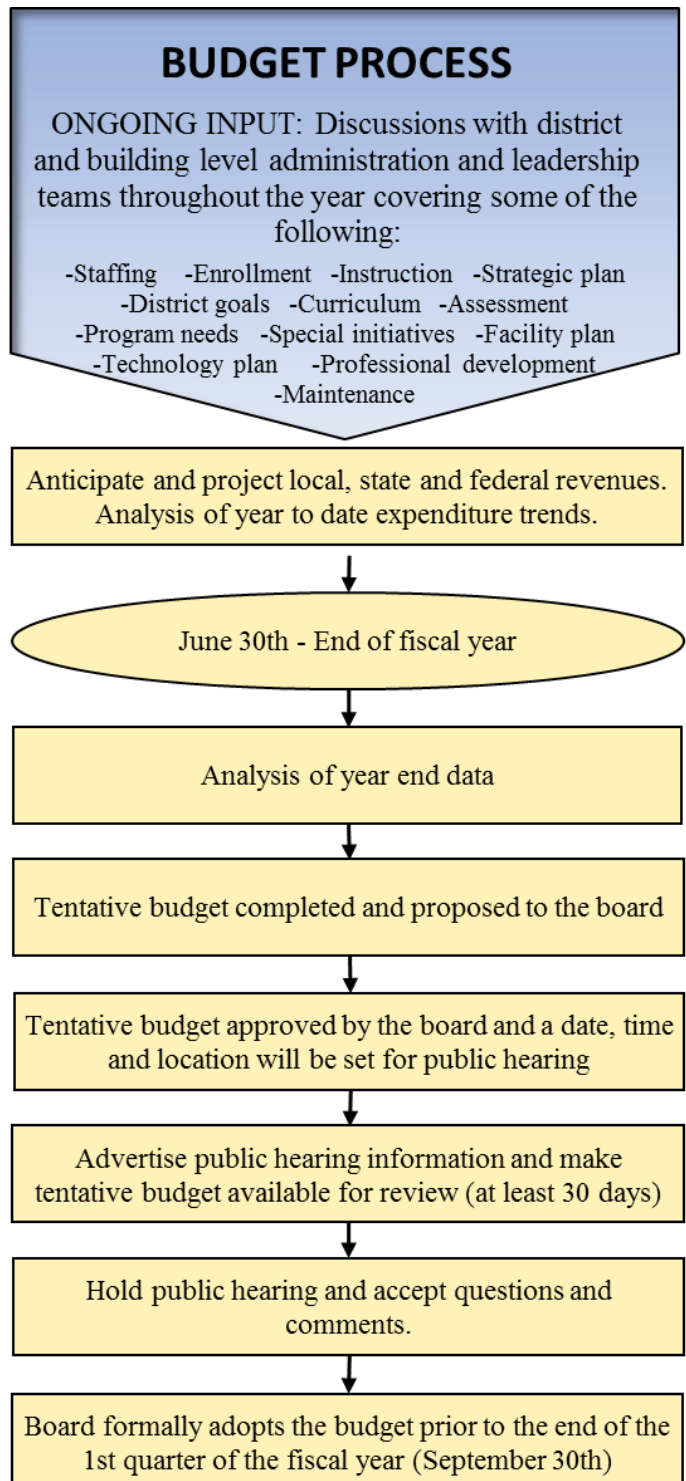 BUDGET PROCESS
ONGOING INPUT: Discussions with district
and building level administration and leadership
teams throughout the year covering some of the
following:
-Staffing -Enrollment -Instruction -Strategic plan
-District goals -Curriculum -Assessment
-Program needs -Special initiatives -Facility plan
-Technology plan -Professional development
-Maintenance
Anticipate and project local, state and federal revenues.
Analysis of year to date expenditure trends.
June 30th - End of fiscal year
Analysis of year end data
Tentative budget completed and proposed to the board
Tentative budget approved by the board and a date, time
and location will be set for public hearing
Advertise public hearing information and make
tentative budget available for review (at least 30 days)
Hold public hearing and accept questions and
comments.
Board formally adopts the budget prior to the end of the
1st quarter of the fiscal year (September 30th)